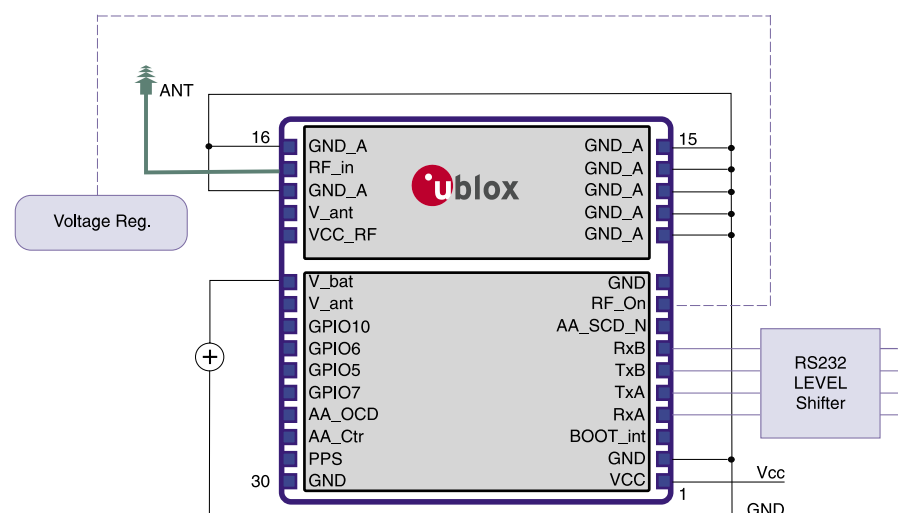 ANT
16
15
GND_A
GND_A
RF_in
GND_A
ublox
GND_A
GND_A
V_ant
GND_A
VCC_RF
GND_A
Voltage Reg.
V_bat
GND
V_ant
RF_On
GPIO10
AA_SCD_N
GPIO6
RxB
GPIO5
TxB
GPIO7
TxA
AA_OCD
RxA
AA_Ctr
BOOT_int
PPS
GND
30
GND
VCC
1
+
RS232
LEVEL
Shifter
Vcc
GND